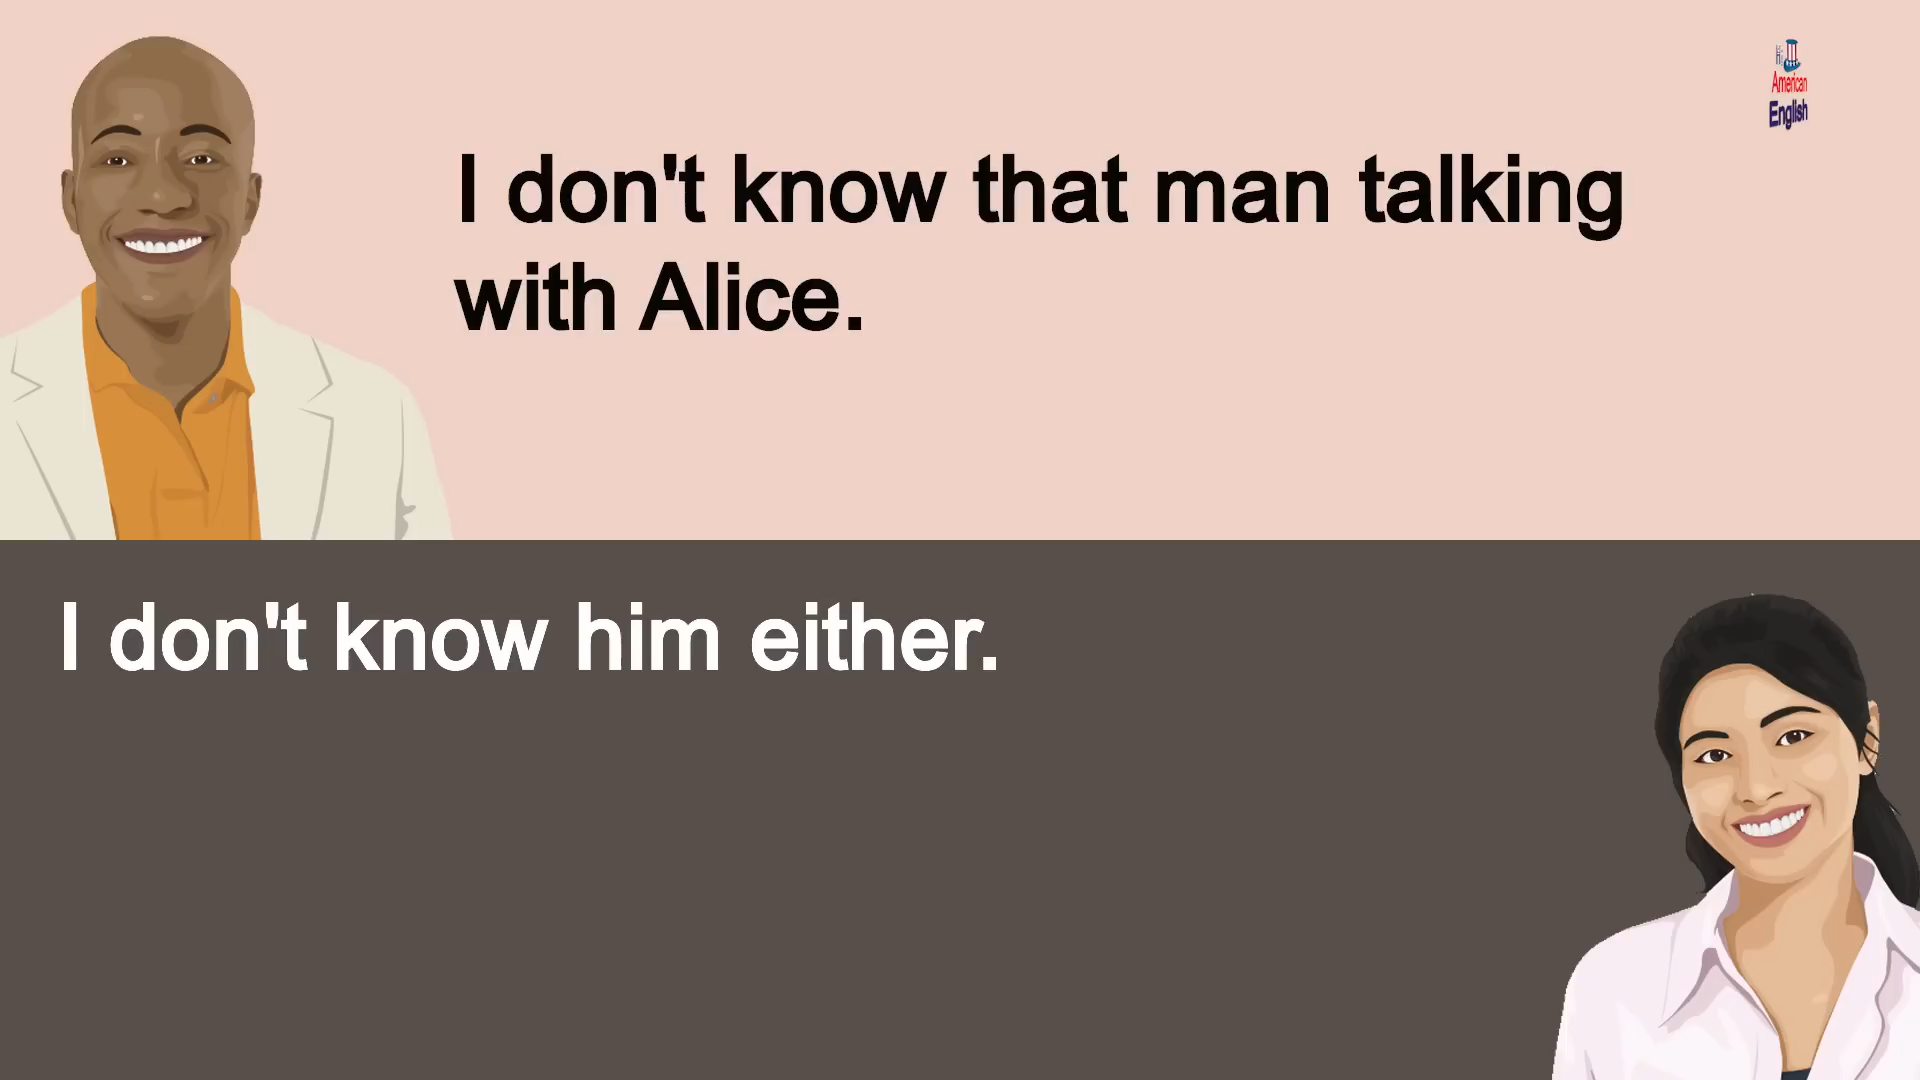 I don't know that man talking
with Alice.
American
English
I don't know him either.